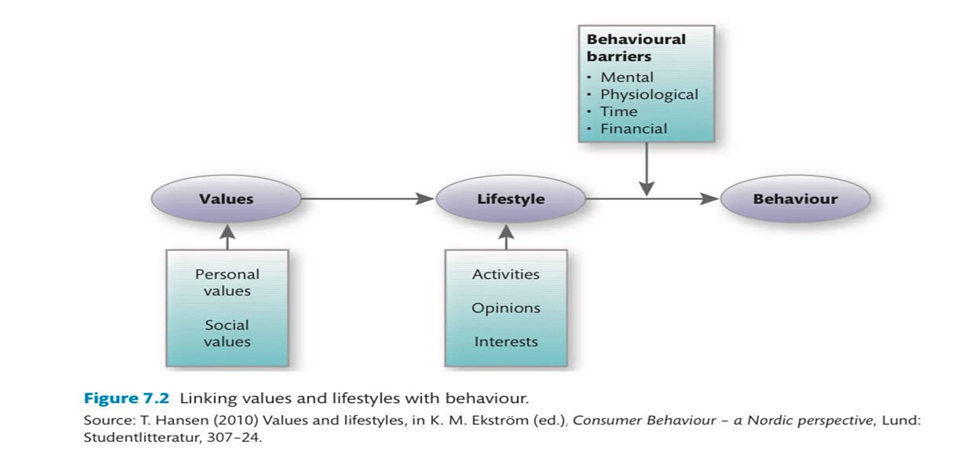 Behavioural
barriers
• Mental
• Physiological
• Time
• Financial
Values
Lifestyle
Behaviour
Personal
values
Social
values
Activities
Opinions
Interests
Figure 7.2 Linking values and lifestyles with behaviour.
Source: T. Hansen (2010) Values and lifestyles, in K. M. Ekström (ed.), Consumer Behaviour – a Nordic perspective, Lund:
Studentlitteratur, 307–24.